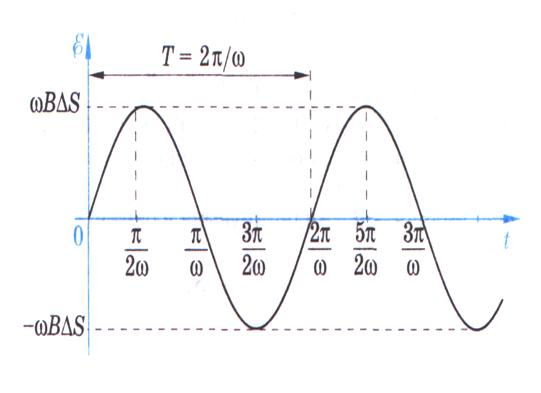 ℰ
T = 2π/ω
ωBΔS
0
π/2ω
π/ω
3π/2ω
2π/ω
5π/2ω
3π/ω
t
−ωBΔS